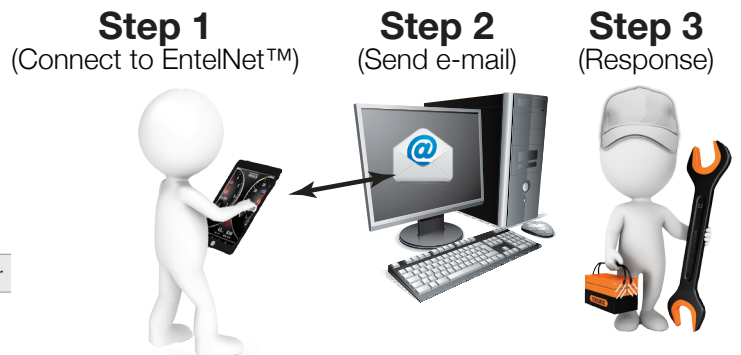 Step 1
(Connect to EntelNet™)
Step 2
(Send e-mail)
Step 3
(Response)
@
r